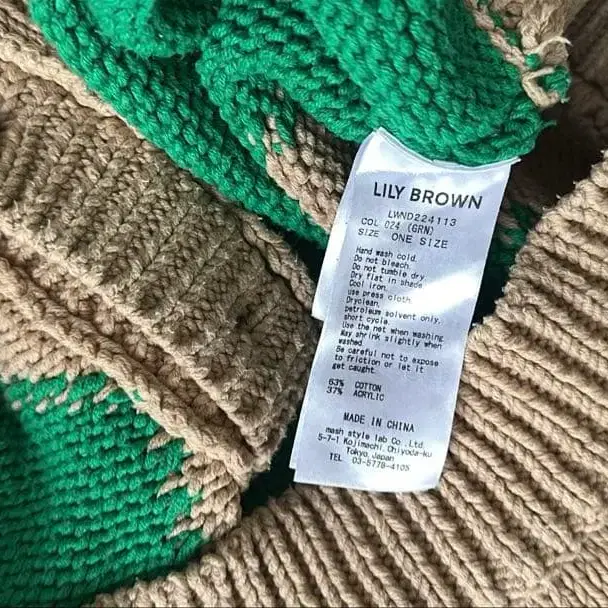 LILY BROWN
LWND224113
COL 024 (GRN)
SIZE ONE SIZE
Hand wash cold.
Do not bleach.
Do not tumble dry.
Dry flat in shade
Cool iron.
use press cloth.
Dryclean,
petroleum solvent only.
short cycle.
Use the net when washing.
May shrink slightly when
washed
Be careful not to expose
to friction or let it
get caught.
63% COTTON
37% ACRYLIC
MADE IN CHINA
mash style lab Co., Ltd.
5-7-1 Kojimachi, Chiyoda-ku
Tokyo, Japan
TEL 03-5778-4105